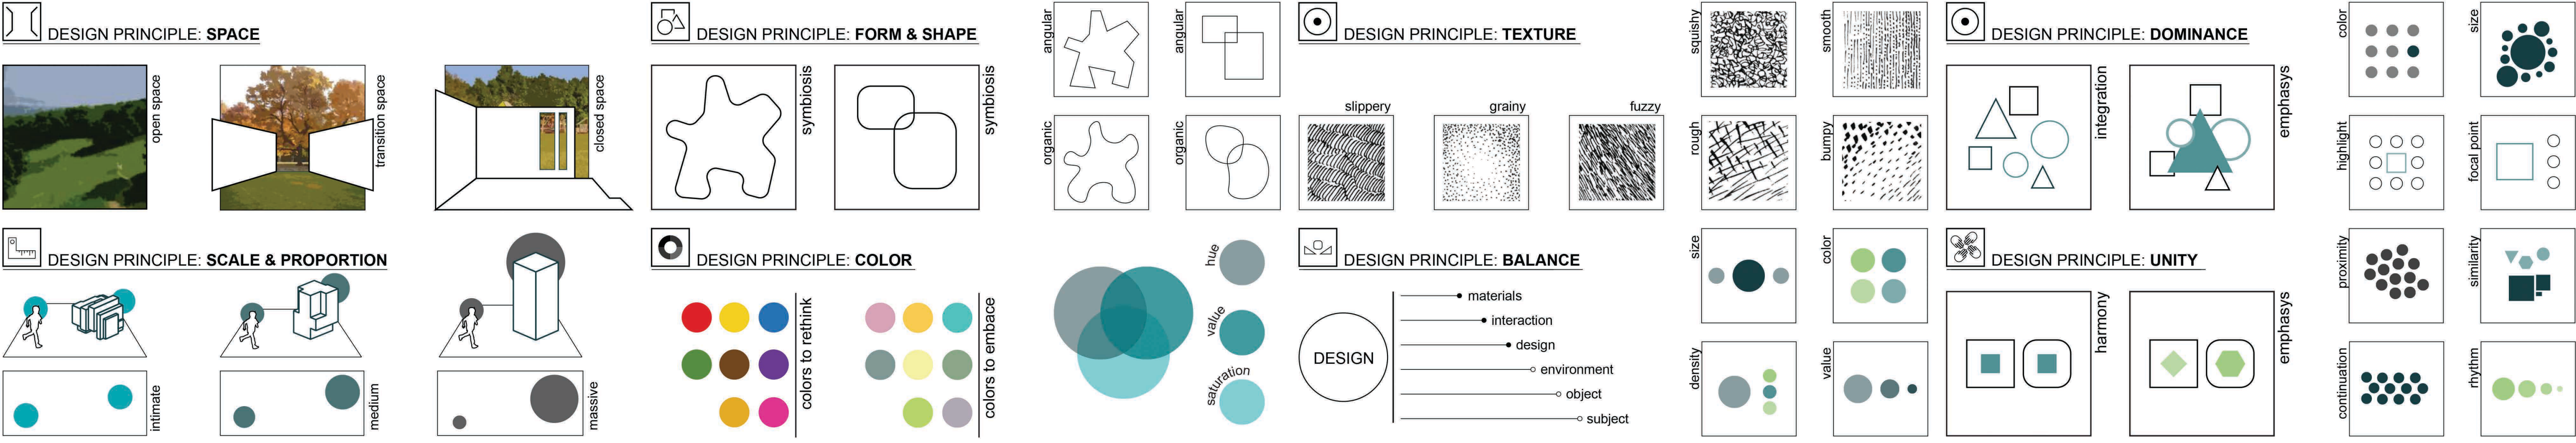 DESIGN PRINCIPLE: SPACE
open space
transition space
closed space
DESIGN PRINCIPLE: FORM & SHAPE
symbiosis
symbiosis
angular
angular
organic
organic
DESIGN PRINCIPLE: TEXTURE
slippery
grainy
fuzzy
squishy
smooth
rough
bumpy
DESIGN PRINCIPLE: DOMINANCE
integration
emphasys
color
size
highlight
focal point
DESIGN PRINCIPLE: SCALE & PROPORTION
intimate
medium
massive
DESIGN PRINCIPLE: COLOR
colors to rethink
colors to embace
hue
value
saturation
DESIGN PRINCIPLE: BALANCE
DESIGN
materials
interaction
design
environment
object
subject
size
color
density
value
DESIGN PRINCIPLE: UNITY
harmony
emphasys
proximity
similarity
continuation
rhythm